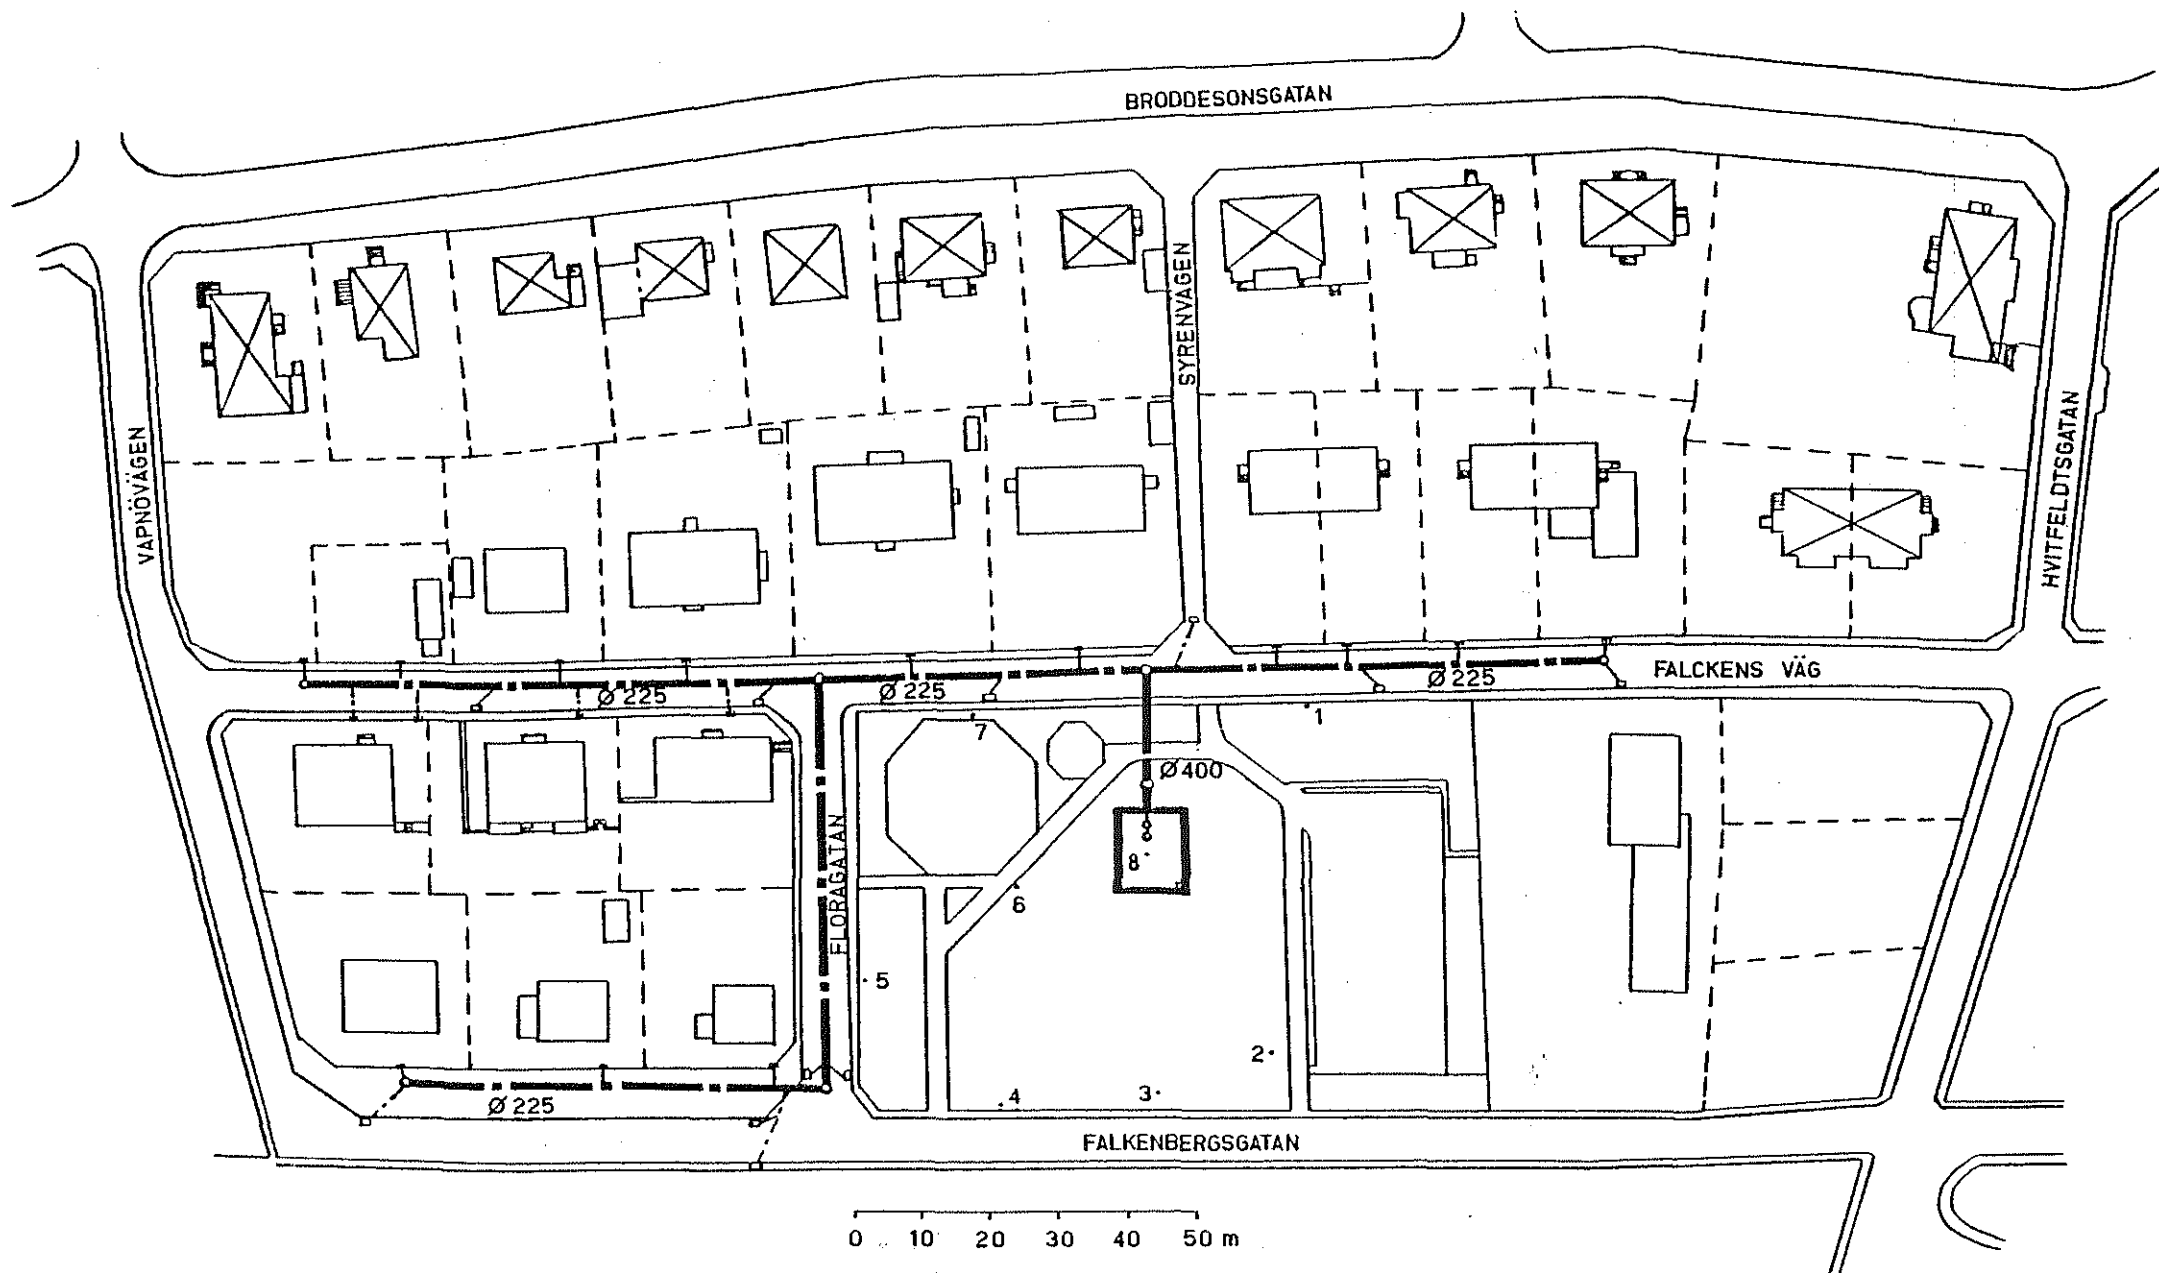 BRODDESONSGATAN
SYRENVÄGEN
VAPNÖVÄGEN
HVITFELDTSGATAN
FALCKENS VÄG
Ø 225
Ø 225
Ø 225
1
7
Ø 400
FLORAGATAN
8
6
5
2
3
4
Ø 225
FALKENBERGSGATAN
0 10 20 30 40 50 m